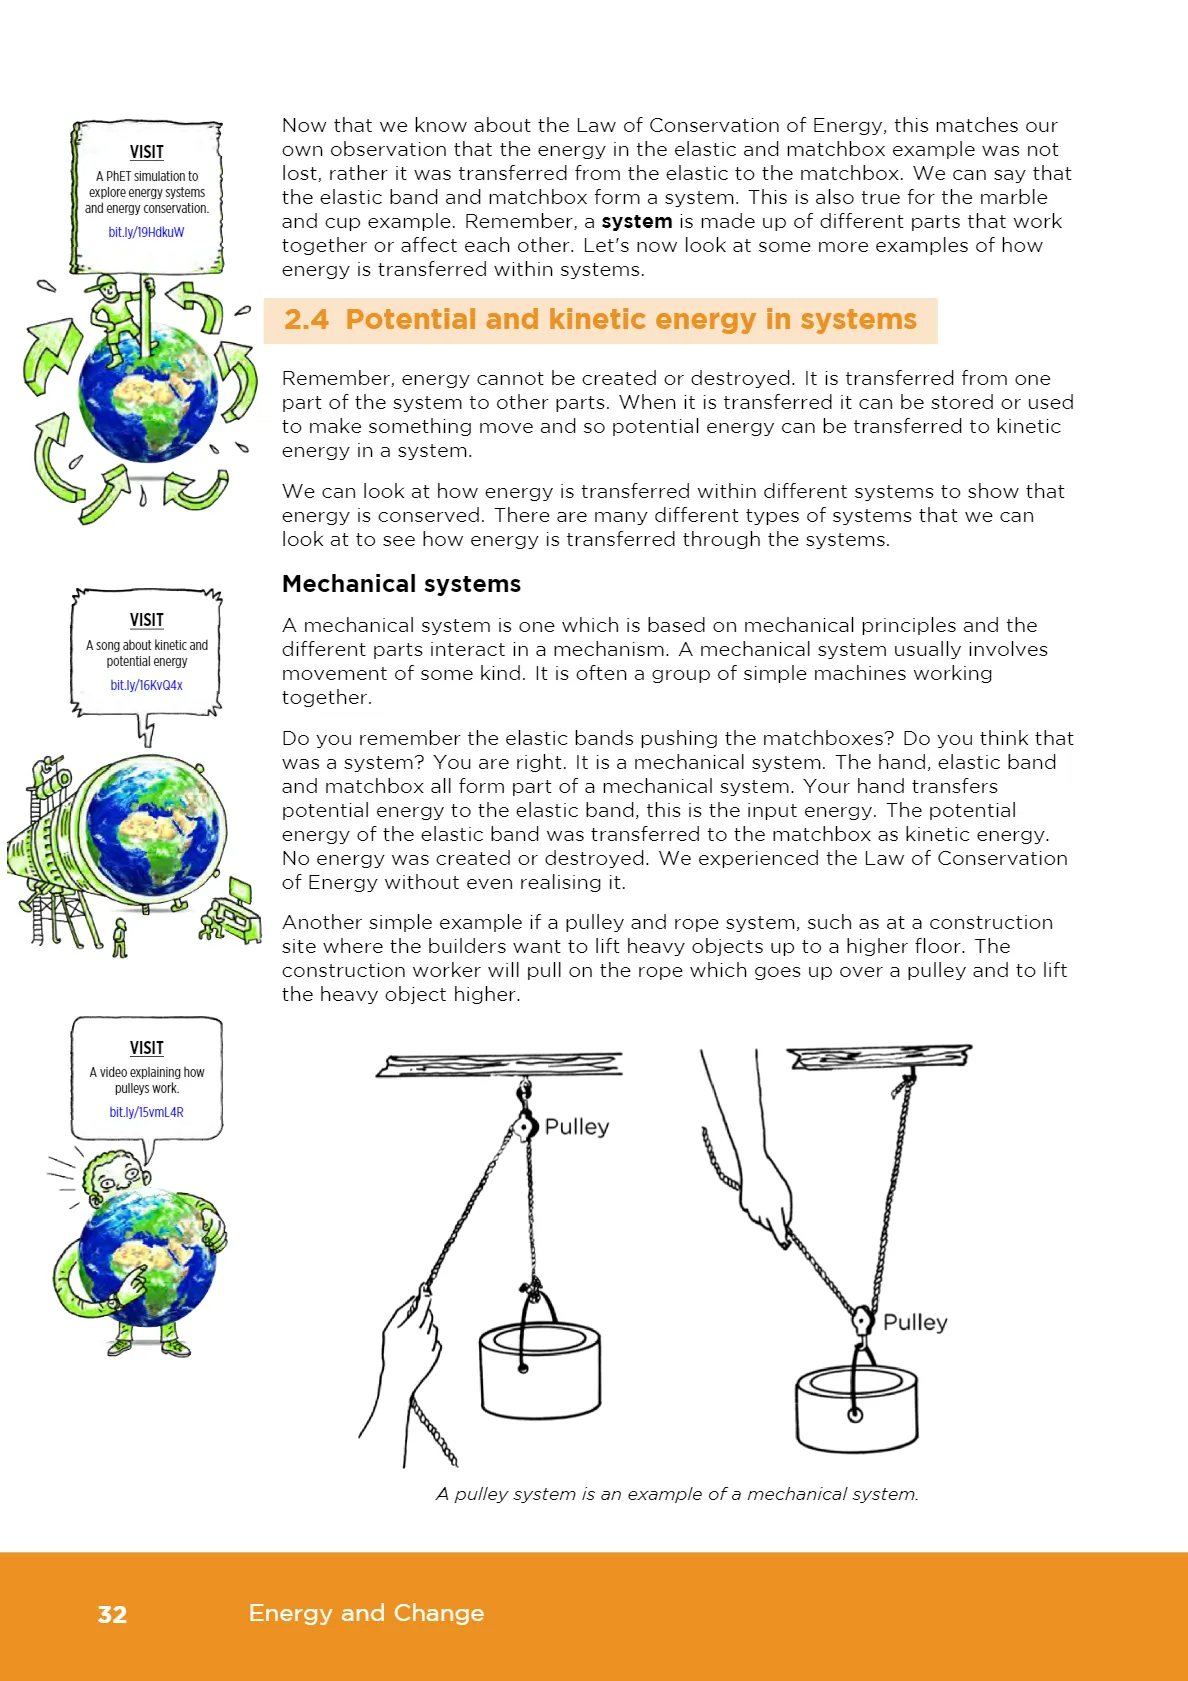 VISIT
A PhET simulation to
explore energy systems
and energy conservation.
bit.ly/19HdkuW
Now that we know about the Law of Conservation of Energy, this matches our
own observation that the energy in the elastic and matchbox example was not
lost, rather it was transferred from the elastic to the matchbox. We can say that
the elastic band and matchbox form a system. This is also true for the marble
and cup example. Remember, a system is made up of different parts that work
together or affect each other. Let's now look at some more examples of how
energy is transferred within systems.
2.4 Potential and kinetic energy in systems
Remember, energy cannot be created or destroyed. It is transferred from one
part of the system to other parts. When it is transferred it can be stored or used
to make something move and so potential energy can be transferred to kinetic
energy in a system.
We can look at how energy is transferred within different systems to show that
energy is conserved. There are many different types of systems that we can
look at to see how energy is transferred through the systems.
Mechanical systems
VISIT
A song about kinetic and
potential energy
bit.ly/16KvQ4x
A mechanical system is one which is based on mechanical principles and the
different parts interact in a mechanism. A mechanical system usually involves
movement of some kind. It is often a group of simple machines working
together.
Do you remember the elastic bands pushing the matchboxes? Do you think that
was a system? You are right. It is a mechanical system. The hand, elastic band
and matchbox all form part of a mechanical system. Your hand transfers
potential energy to the elastic band, this is the input energy. The potential
energy of the elastic band was transferred to the matchbox as kinetic energy.
No energy was created or destroyed. We experienced the Law of Conservation
of Energy without even realising it.
Another simple example if a pulley and rope system, such as at a construction
site where the builders want to lift heavy objects up to a higher floor. The
construction worker will pull on the rope which goes up over a pulley and to lift
the heavy object higher.
VISIT
A video explaining how
pulleys work.
bit.ly/15vmL4R
Pulley
Pulley
A pulley system is an example of a mechanical system.
32
Energy and Change